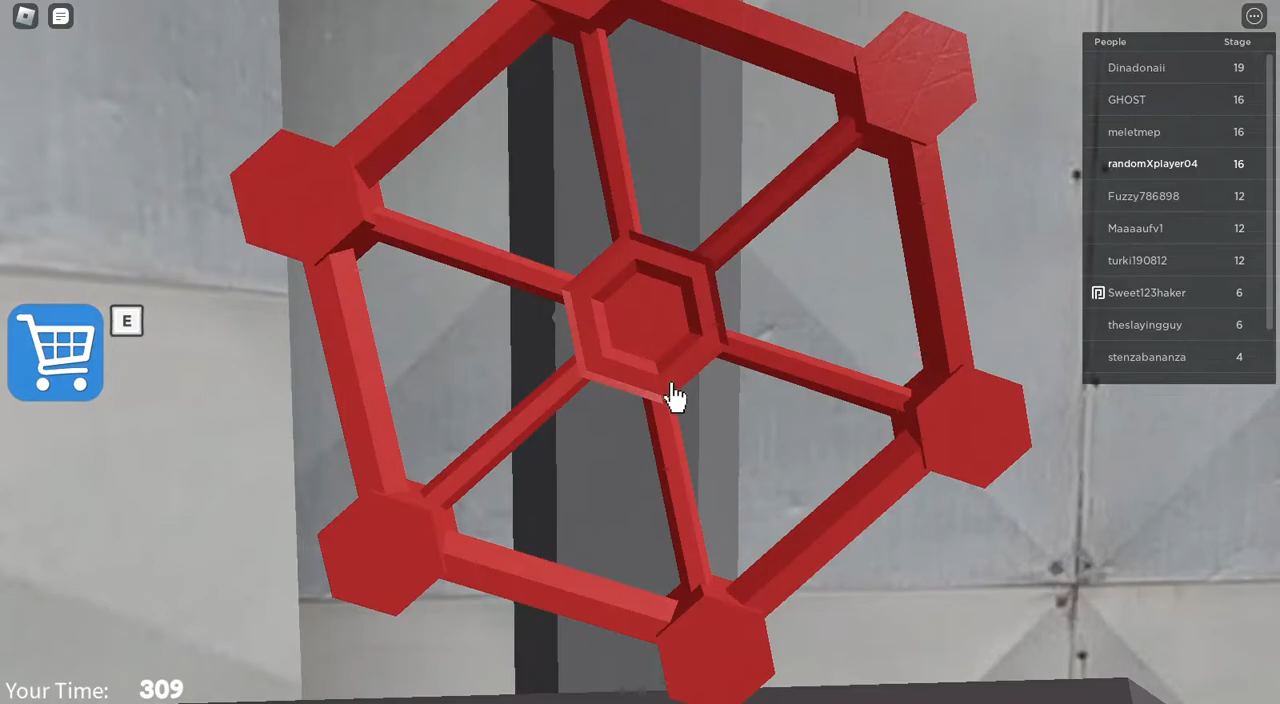 People Stage
Dinadonaii 19
GHOST 16
meletmep 16
randomXplayer04 16
Fuzzy786898 12
Maaaaufv1 12
turki190812 12
Sweet123haker 6
theslayingguy 6
stenzabananza 4
E
Your Time: 309